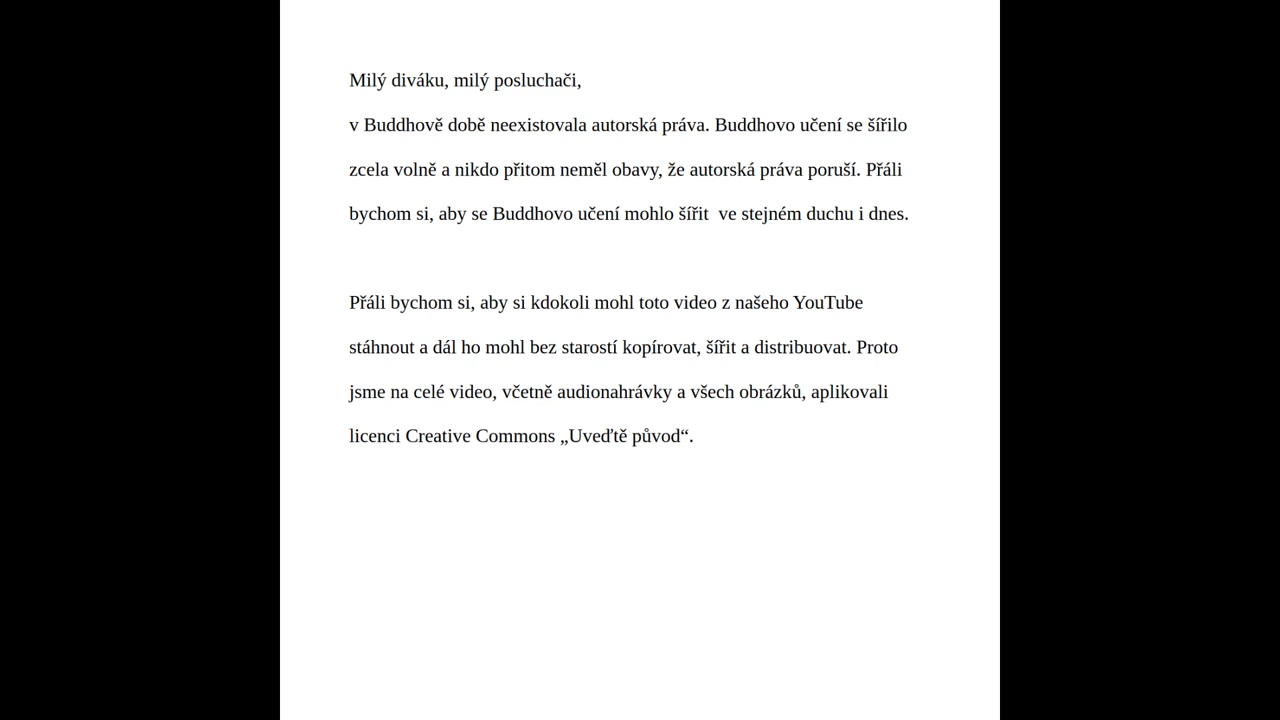 Milý diváku, milý posluchači,
v Buddhově době neexistovala autorská práva. Buddhovo učení se šířilo
zcela volně a nikdo přitom neměl obavy, že autorská práva poruší. Přáli
bychom si, aby se Buddhovo učení mohlo šířit  ve stejném duchu i dnes.
Přáli bychom si, aby si kdokoli mohl toto video z našeho YouTube
stáhnout a dál ho mohl bez starostí kopírovat, šířit a distribuovat. Proto
jsme na celé video, včetně audionahrávky a všech obrázků, aplikovali
licenci Creative Commons „Uveďtě původ“.